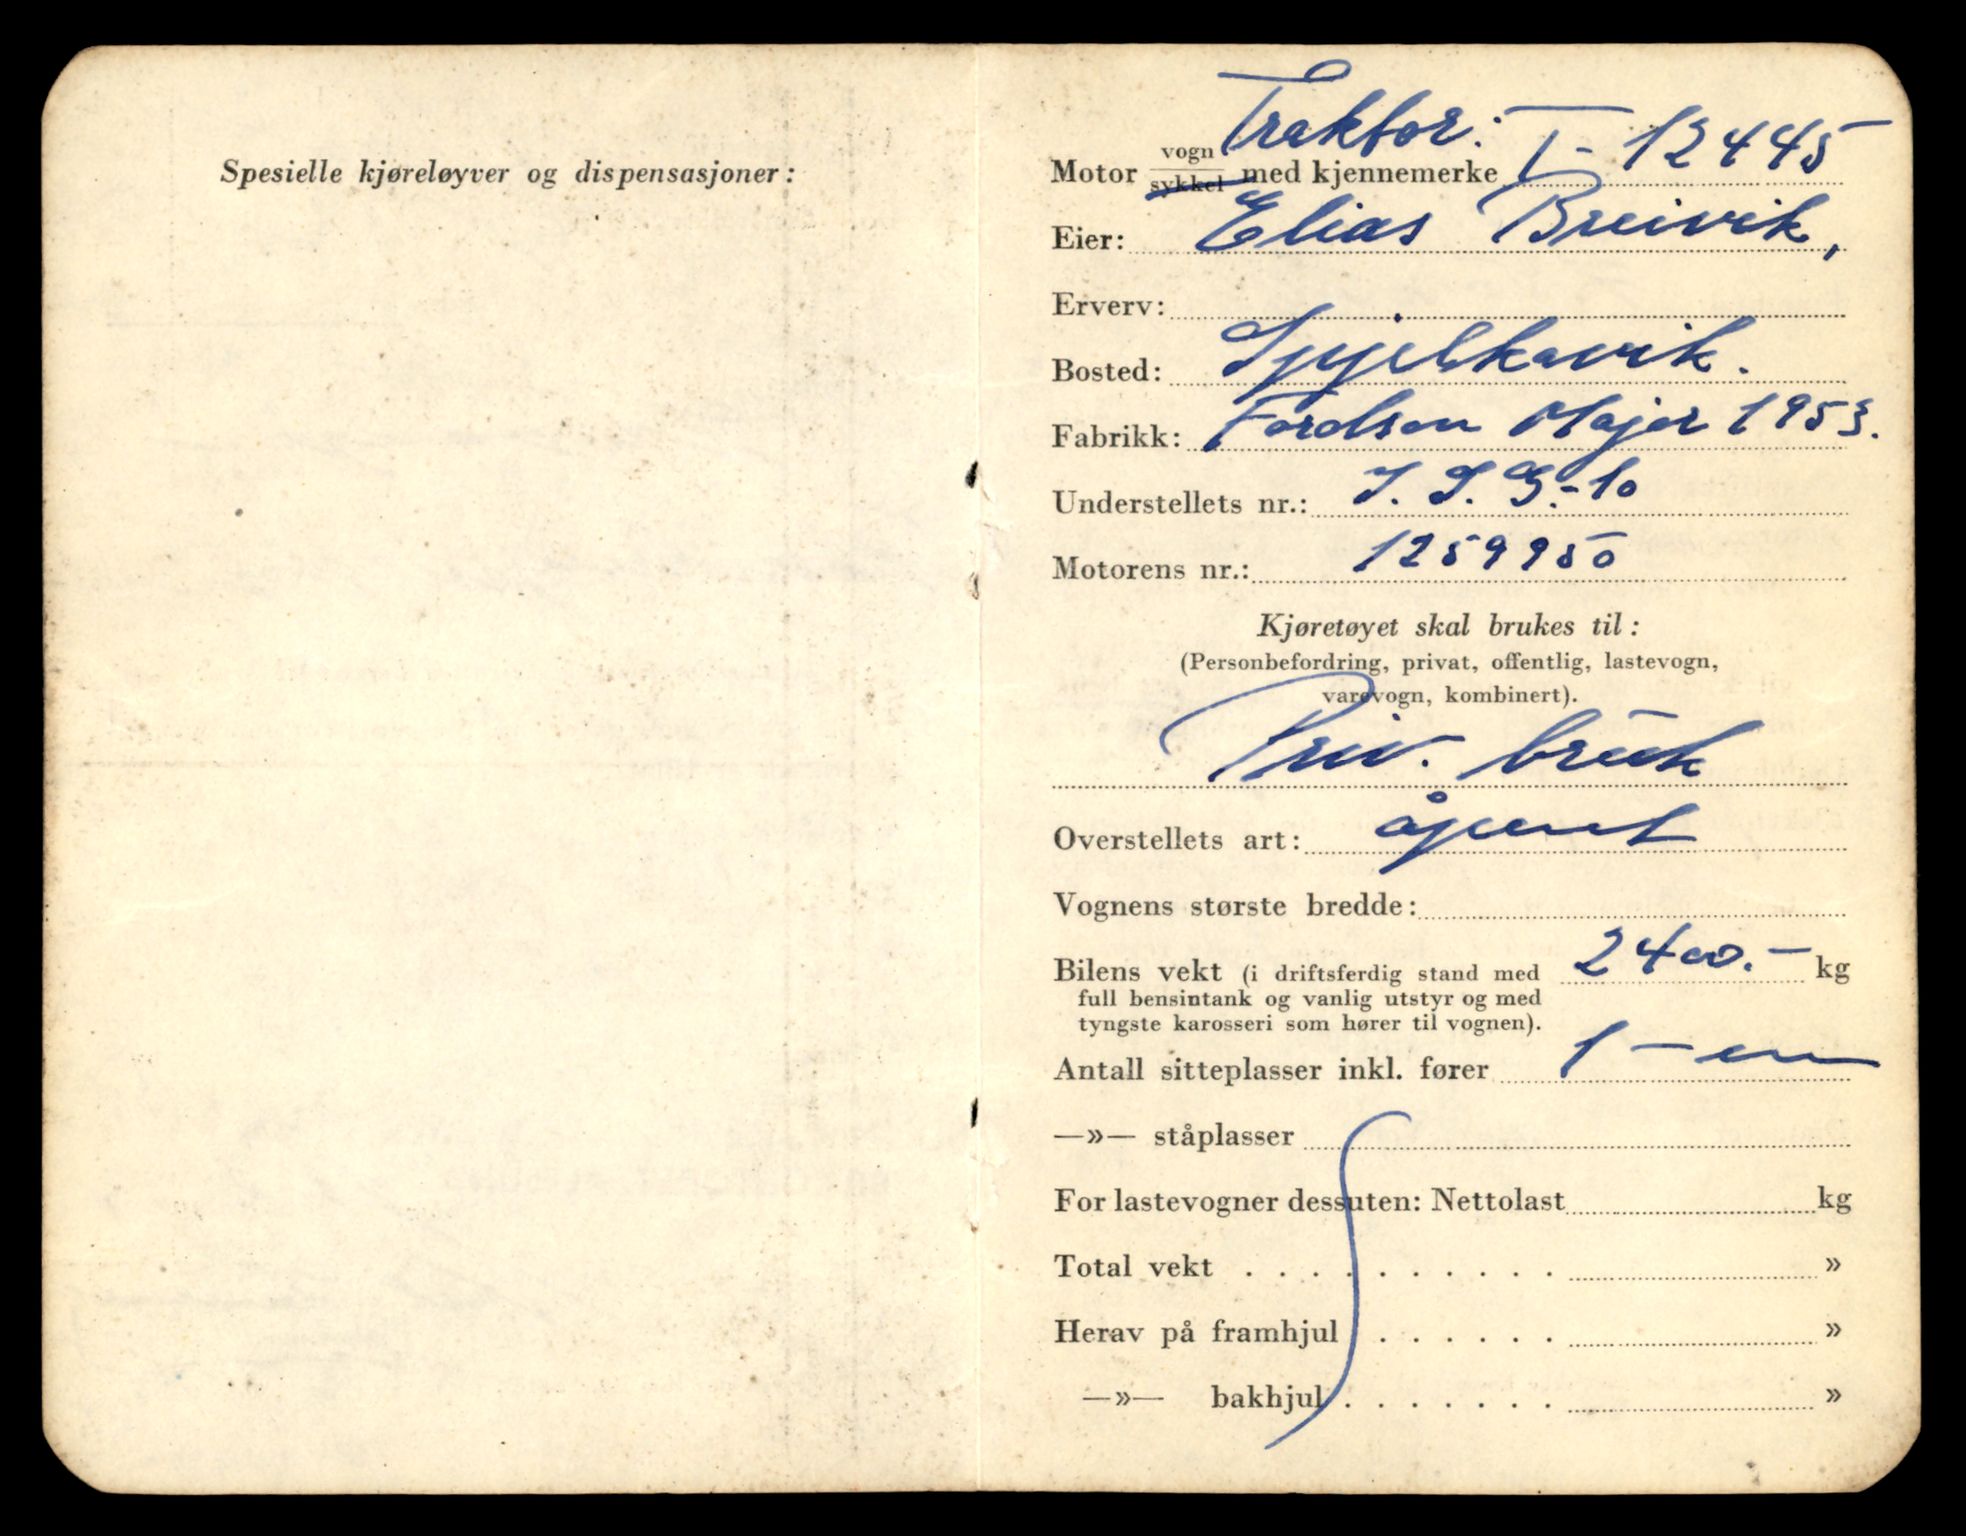 Spesielle kjøreløyver og dispensasjoner:
Traktor:
Motor vogn sykkel med kjennemerke T- 12445
Eier: Elias Breivik,
Erverv:
Bosted: Spjelkavik.
Fabrikk: Fordson Major 1953.
Understellets nr.: -10
Motorens nr.: 1259950
Kjøretøyet skal brukes til:
(Personbefordring, privat, offentlig, lastevogn,
varevogn, kombinert).
Priv. bruk
Overstellets art: åpent
Vognens største bredde:
Bilens vekt (i driftsferdig stand med 2400.- kg
full bensintank og vanlig utstyr og med
tyngste karosseri som hører til vognen).
Antall sitteplasser inkl. fører 1 - en
—»— ståplasser
For lastevogner dessuten: Nettolast kg
Total vekt . . . . . . . . . . »
Herav på framhjul . . . . . . »
—»— bakhjul . . . . . . . »